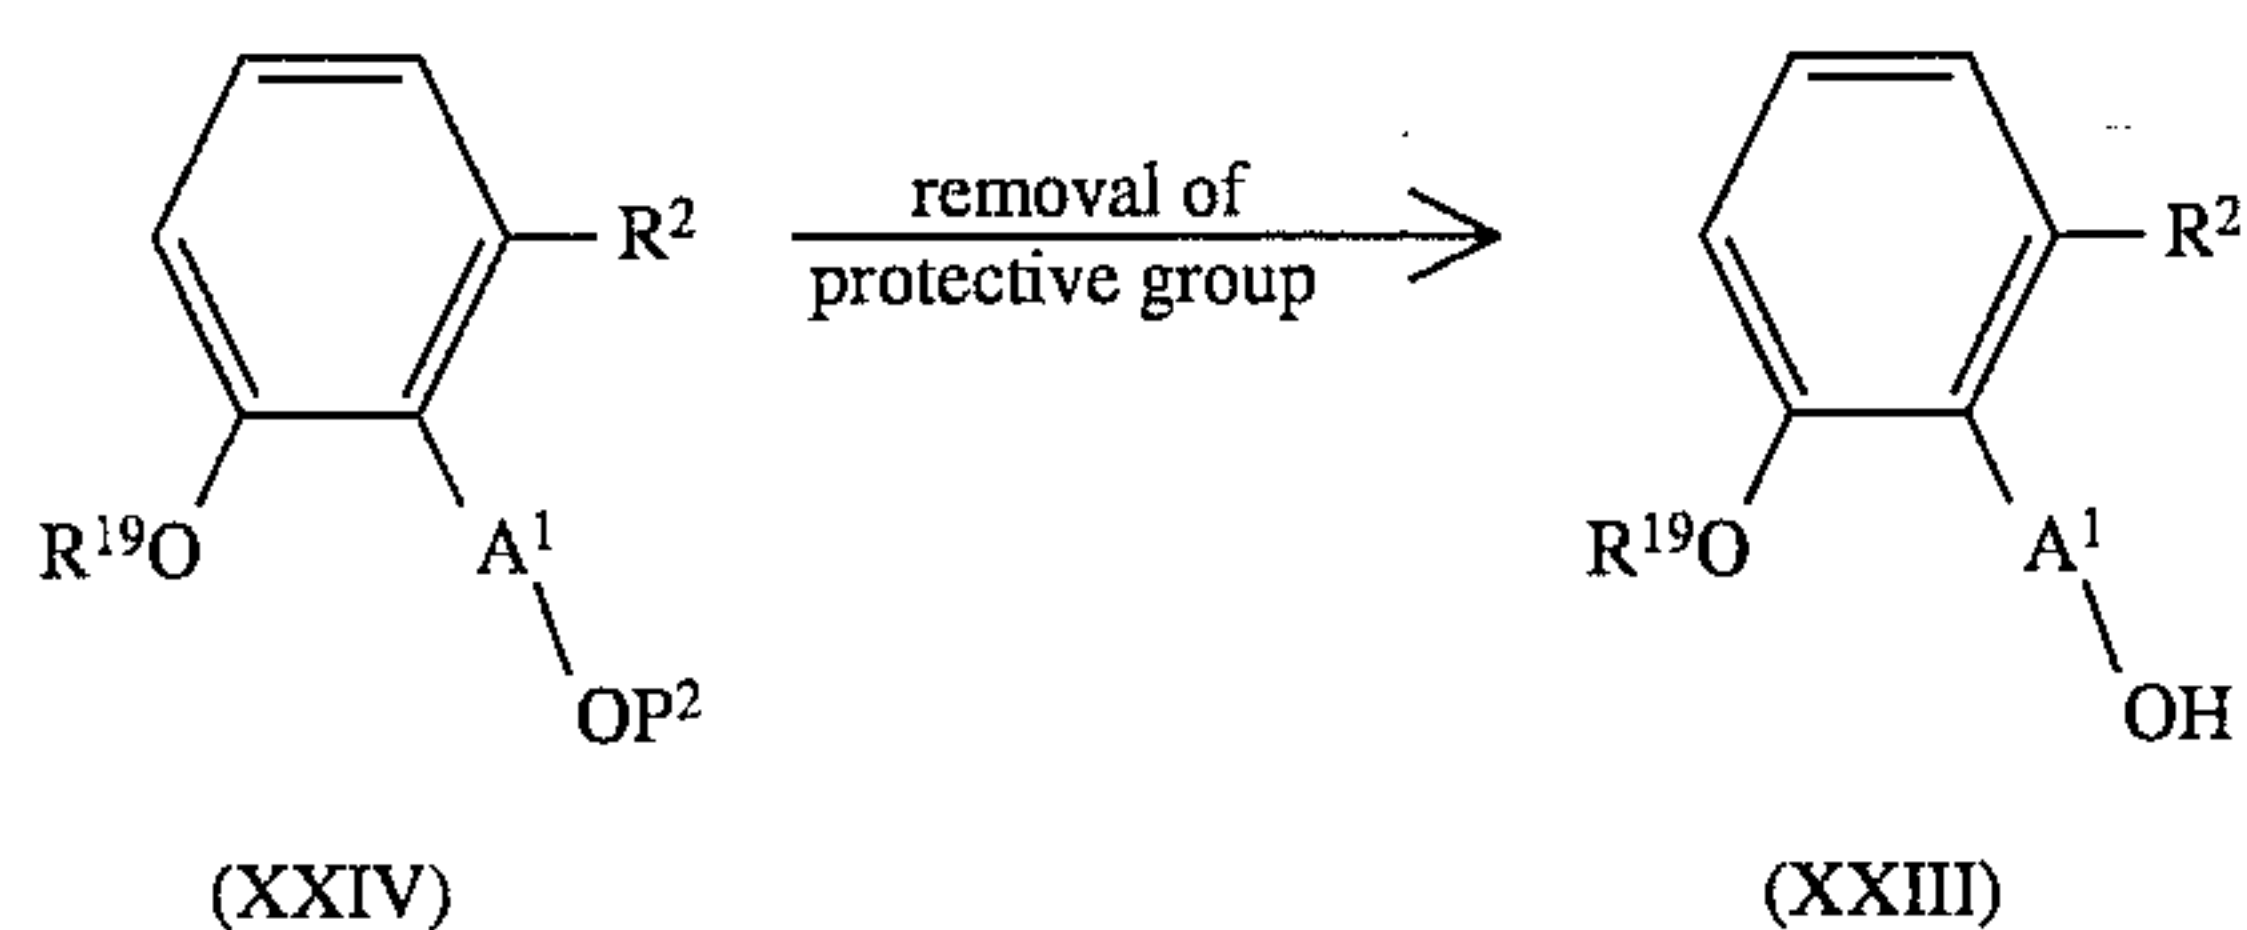 R²
removal of
protective group
R²
R¹⁹O
A¹
R¹⁹O
A¹
OP²
OH
(XXIV)
(XXIII)